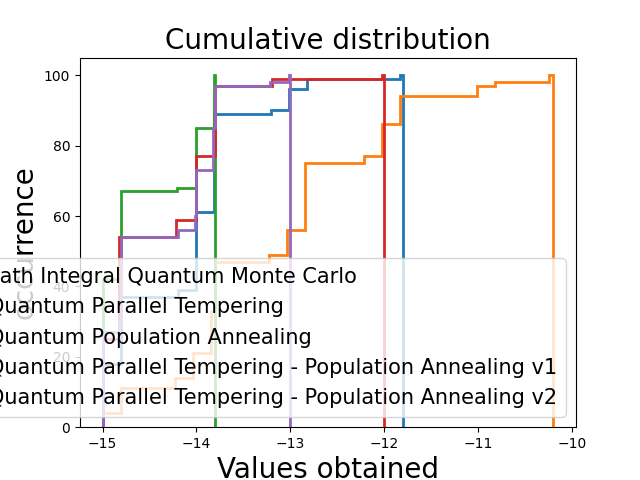 Cumulative distribution
100
80
60
40
20
0
occurrence
ath Integral Quantum Monte Carlo
Quantum Parallel Tempering
Quantum Population Annealing
Quantum Parallel Tempering - Population Annealing v1
Quantum Parallel Tempering - Population Annealing v2
−15 −14 −13 −12 −11 −10
Values obtained